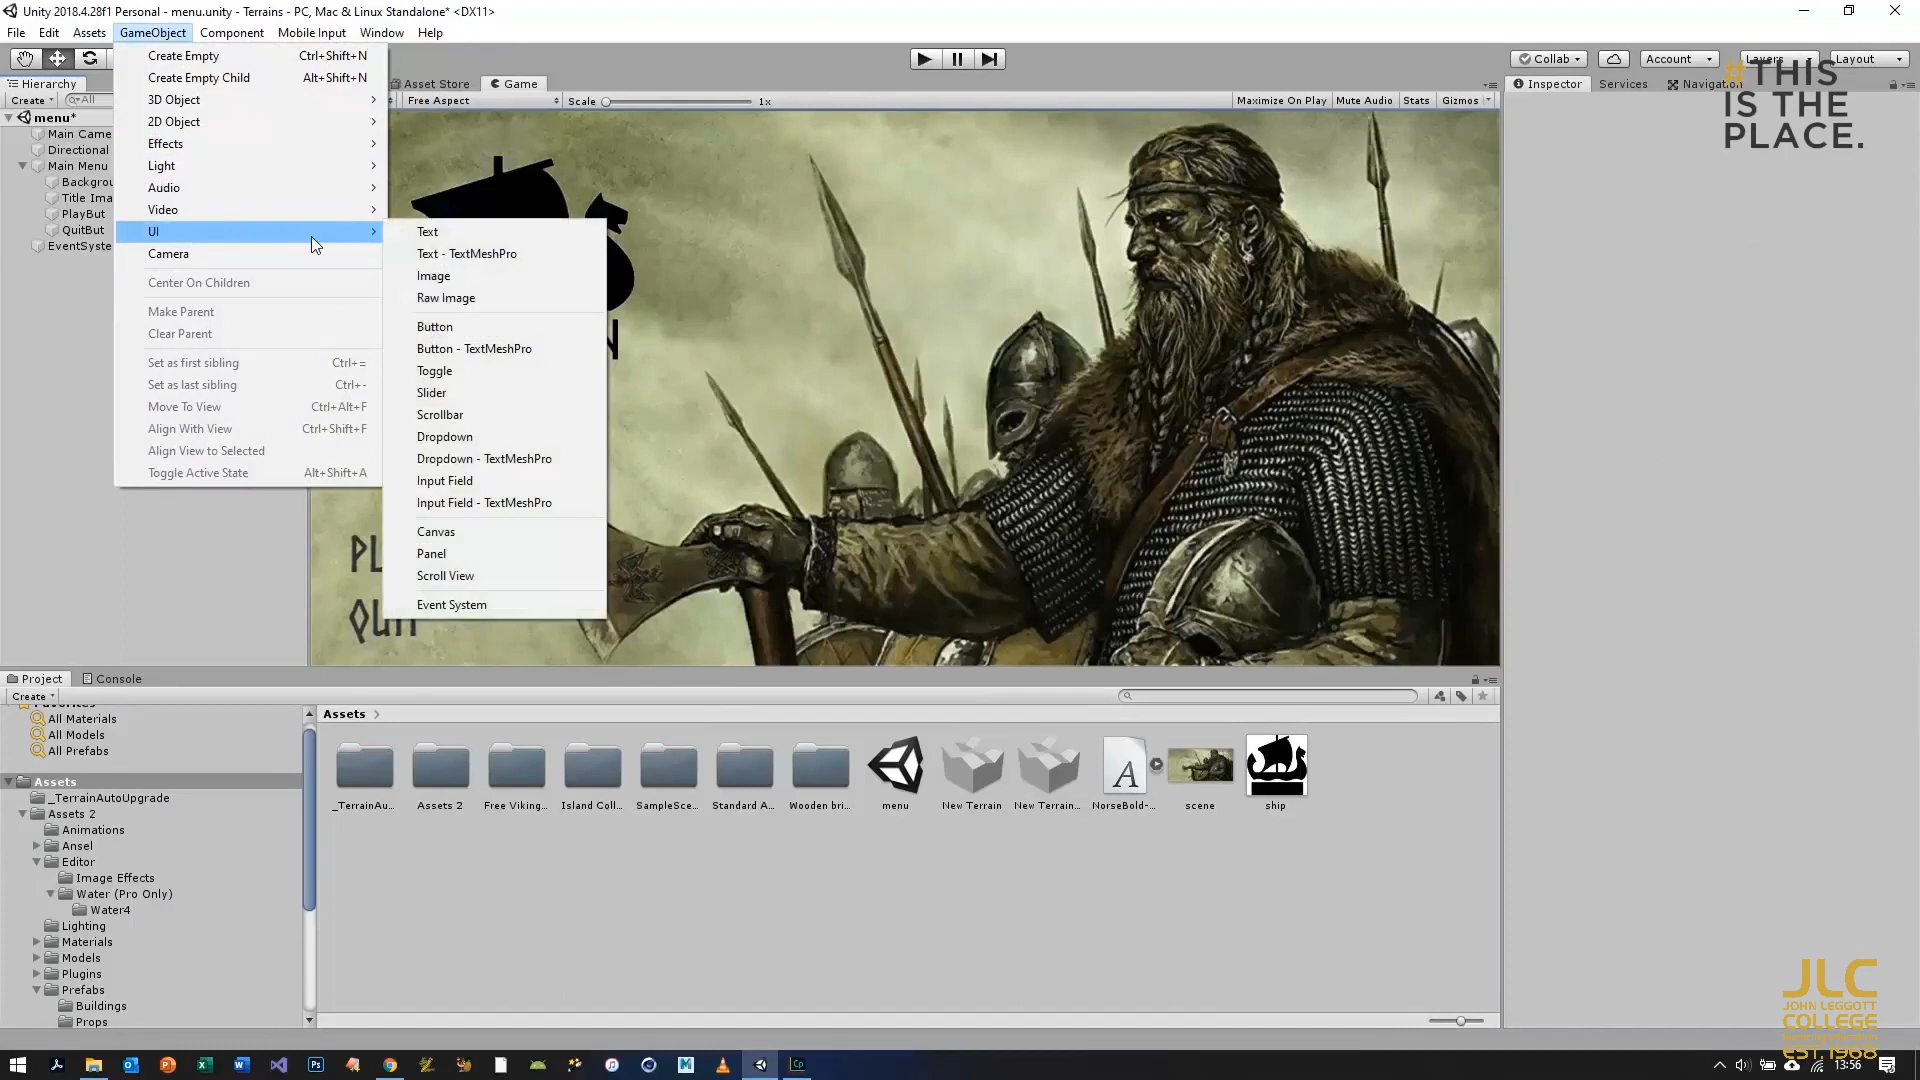 Unity 2018.4.28f1 Personal - menu.unity - Terrains - PC, Mac & Linux Standalone* <DX11>
File Edit Assets GameObject Component Mobile Input Window Help
Collab Account Layers Layout
Hierarchy
Asset Store Game
Inspector Services Navigation
Create All
Free Aspect Scale 1x Maximize On Play Mute Audio Stats Gizmos
menu*
Main Came
Directional
Main Menu
Backgrou
Title Ima
PlayBut
QuitBut
EventSyste
Create Empty Ctrl+Shift+N
Create Empty Child Alt+Shift+N
3D Object
2D Object
Effects
Light
Audio
Video
UI
Camera
Center On Children
Make Parent
Clear Parent
Set as first sibling Ctrl+=
Set as last sibling Ctrl+-
Move To View Ctrl+Alt+F
Align With View Ctrl+Shift+F
Align View to Selected
Toggle Active State Alt+Shift+A
Text
Text - TextMeshPro
Image
Raw Image
Button
Button - TextMeshPro
Toggle
Slider
Scrollbar
Dropdown
Dropdown - TextMeshPro
Input Field
Input Field - TextMeshPro
Canvas
Panel
Scroll View
Event System
N
PL
QUIT
#THIS
IS THE
PLACE.
Project Console
Create
Favorites
All Materials
All Models
All Prefabs
Assets
_TerrainAutoUpgrade
Assets 2
Animations
Ansel
Editor
Image Effects
Water (Pro Only)
Water4
Lighting
Materials
Models
Plugins
Prefabs
Buildings
Props
Assets
_TerrainAu...
Assets 2
Free Viking...
Island Coll...
SampleSce...
Standard A...
Wooden bri...
menu
New Terrain
New Terrain...
NorseBold-...
scene
ship
JLC
JOHN LEGGOTT
COLLEGE
EST.1968
13:56